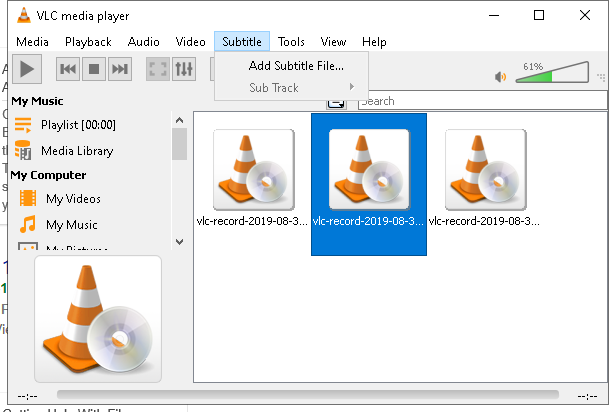 VLC media player
Media Playback Audio Video Subtitle Tools View Help
Add Subtitle File...
Sub Track
61%
Search
My Music
Playlist [00:00]
Media Library
My Computer
My Videos
My Music
My Pictures
vlc-record-2019-08-3... vlc-record-2019-08-3... vlc-record-2019-08-3...
--:-- --:--